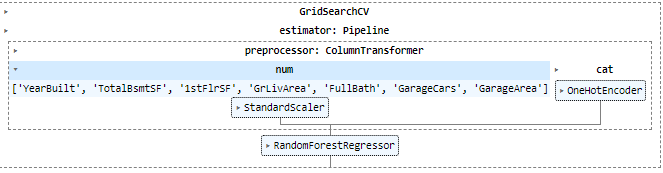 GridSearchCV
estimator: Pipeline
preprocessor: ColumnTransformer
num cat
['YearBuilt', 'TotalBsmtSF', '1stFlrSF', 'GrLivArea', 'FullBath', 'GarageCars', 'GarageArea'] OneHotEncoder
StandardScaler
RandomForestRegressor